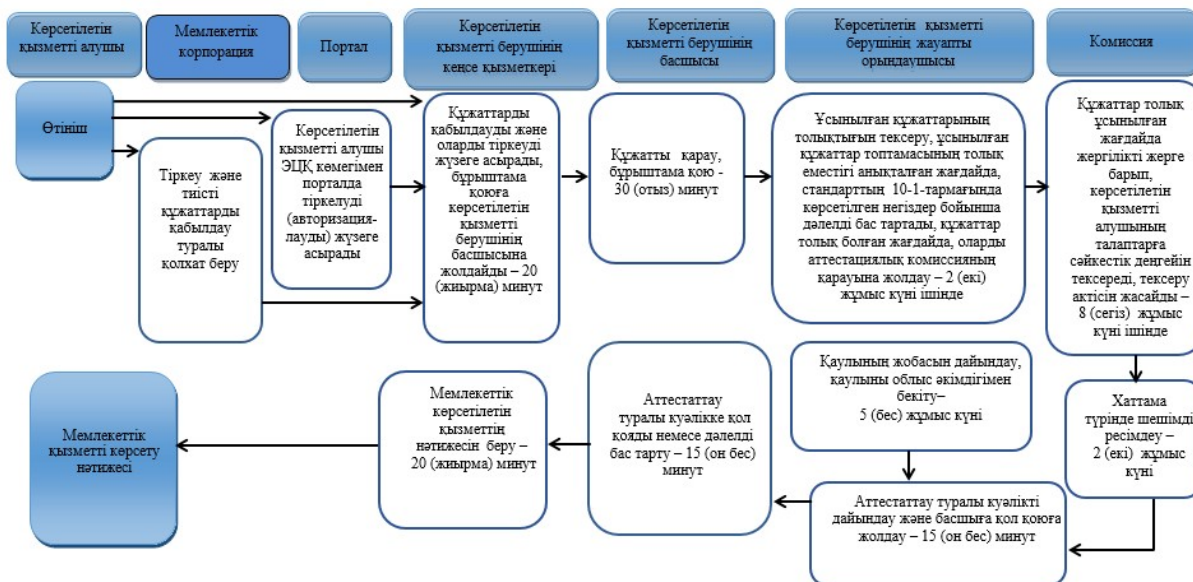 Көрсетілетін
қызметті алушы
Мемлекеттік
корпорация
Портал
Көрсетілетін
қызметті берушінің
кеңсе қызметкері
Көрсетілетін
қызметті берушінің
басшысы
Көрсетілетін қызметті
берушінің жауапты
орындаушысы
Комиссия
Өтініш
Тіркеу және
тиісті
құжаттарды
қабылдау
туралы
қолхат беру
Көрсетілетін
қызметті алушы
ЭЦҚ көмегімен
порталда
тіркелуді
(авторизация-
лауды) жүзеге
асырады
Құжаттарды
қабылдауды және
оларды тіркеуді
жүзеге асырады,
бұрыштама
қоюға
көрсетілетін
қызметті
берушінің
басшысына
жолдайды – 20
(жиырма) минут
Құжатты қарау,
бұрыштама қою -
30 (отыз) минут
Ұсынылған құжаттарының
толықтығын тексеру, ұсынылған
құжаттар топтамасының толық
еместігі анықталған жағдайда,
стандарттың 10-1-тармағында
көрсетілген негіздер бойынша
дәлелді бас тартады, құжаттар
толық болған жағдайда, оларды
аттестациялық комиссияның
қарауына жолдау – 2 (екі)
жұмыс күні ішінде
Құжаттар толық
ұсынылған
жағдайда
жергілікті жерге
барып,
көрсетілетін
қызметті
алушының
талаптарға
сәйкестік деңгейін
тексереді, тексеру
актісін жасайды –
8 (сегіз) жұмыс
күні ішінде
Мемлекеттік
қызметті көрсету
нәтижесі
Мемлекеттік
көрсетілетін
қызметтің
нәтижесін беру –
20 (жиырма) минут
Аттестаттау
туралы куәлікке қол
қояды немесе дәлелді
бас тарту – 15 (он бес)
минут
Қаулының жобасын дайындау,
қаулыны облыс әкімдігімен
бекіту–
5 (бес) жұмыс күні
Хаттама
түрінде шешімді
ресімдеу –
2 (екі) жұмыс
күні
Аттестаттау туралы куәлікті
дайындау және басшыға қол қоюға
жолдау – 15 (он бес) минут